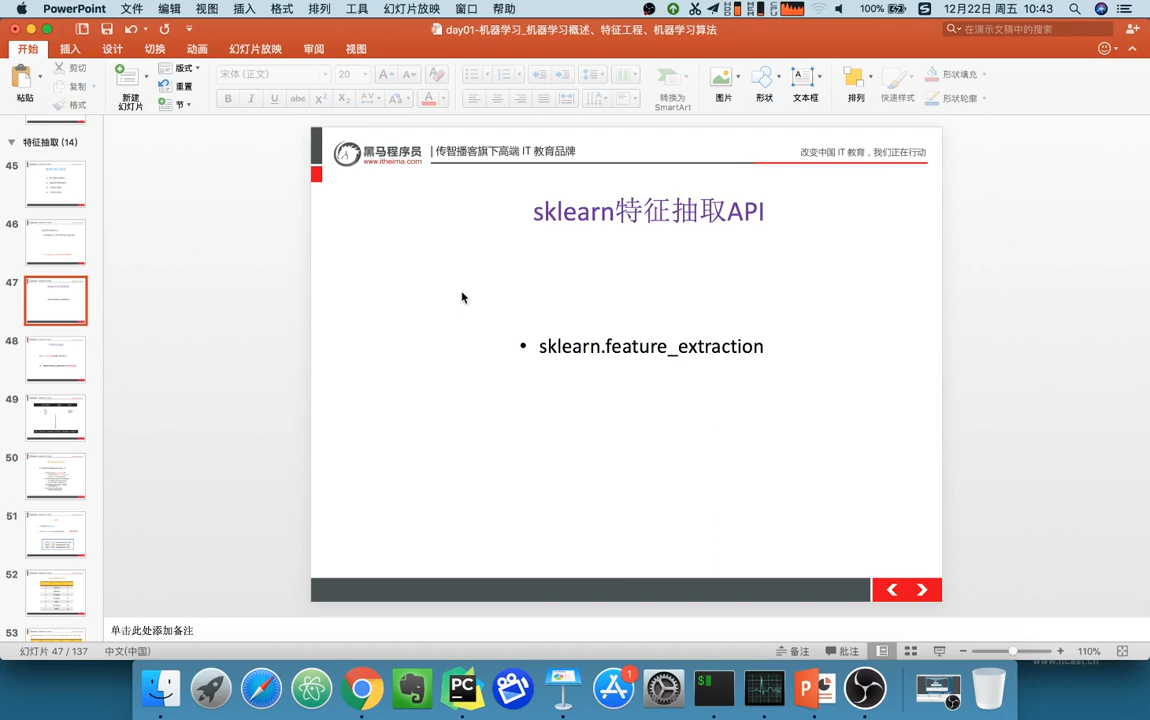 PowerPoint 文件 编辑 视图 插入 格式 排列 工具 幻灯片放映 窗口 帮助 100% 12月22日 周五 10:43
day01-机器学习_机器学习概述、特征工程、机器学习算法 在演示文稿中的搜索
开始 插入 设计 切换 动画 幻灯片放映 审阅 视图
粘贴 剪切 复制 格式 新建幻灯片 版式 重置 节 宋体 (正文) 20 转换为 SmartArt 图片 形状 文本框 排列 快速样式 形状填充 形状轮廓
特征抽取 (14)
45
46
47
48
49
50
51
52
53
黑马程序员 | 传智播客旗下高端 IT 教育品牌
www.itheima.com
改变中国 IT 教育，我们正在行动
sklearn特征抽取API
• sklearn.feature_extraction
单击此处添加备注
幻灯片 47 / 137 中文(中国) 备注 批注 110%
www.itcast.cn